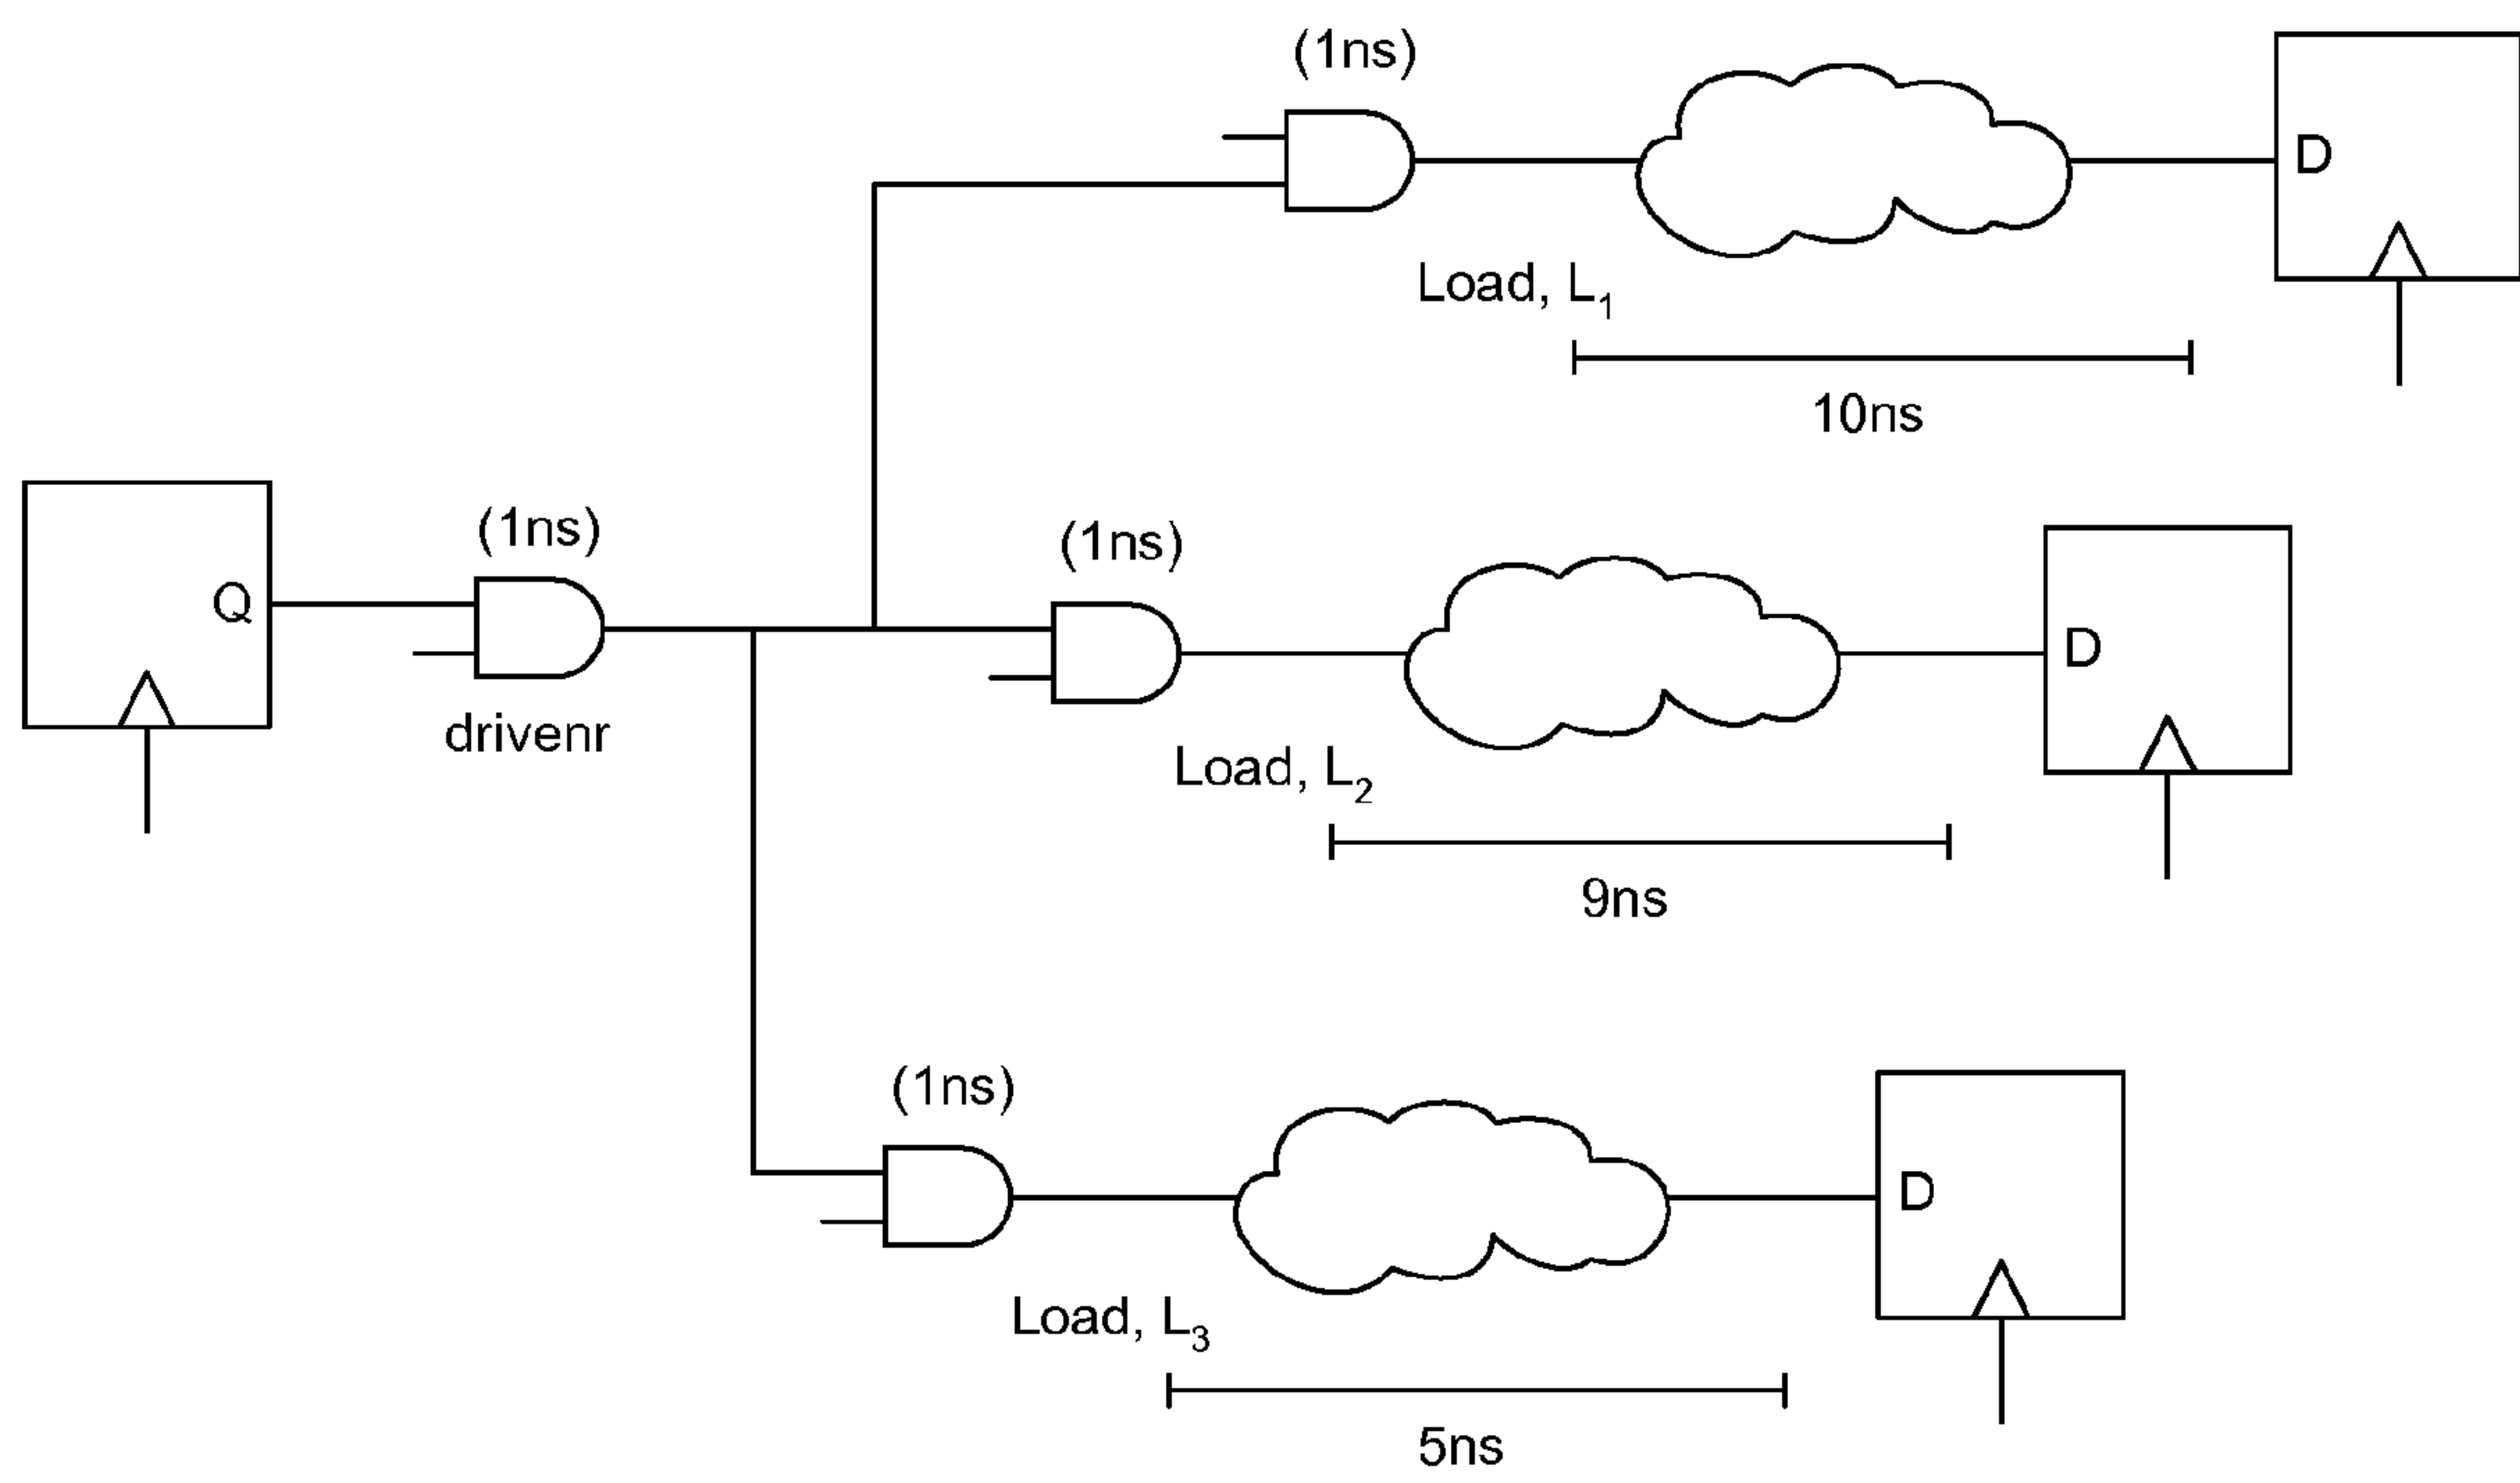 (1ns)
D
Load, L₁
10ns
(1ns)
(1ns)
Q
D
drivenr
Load, L₂
9ns
(1ns)
D
Load, L₃
5ns